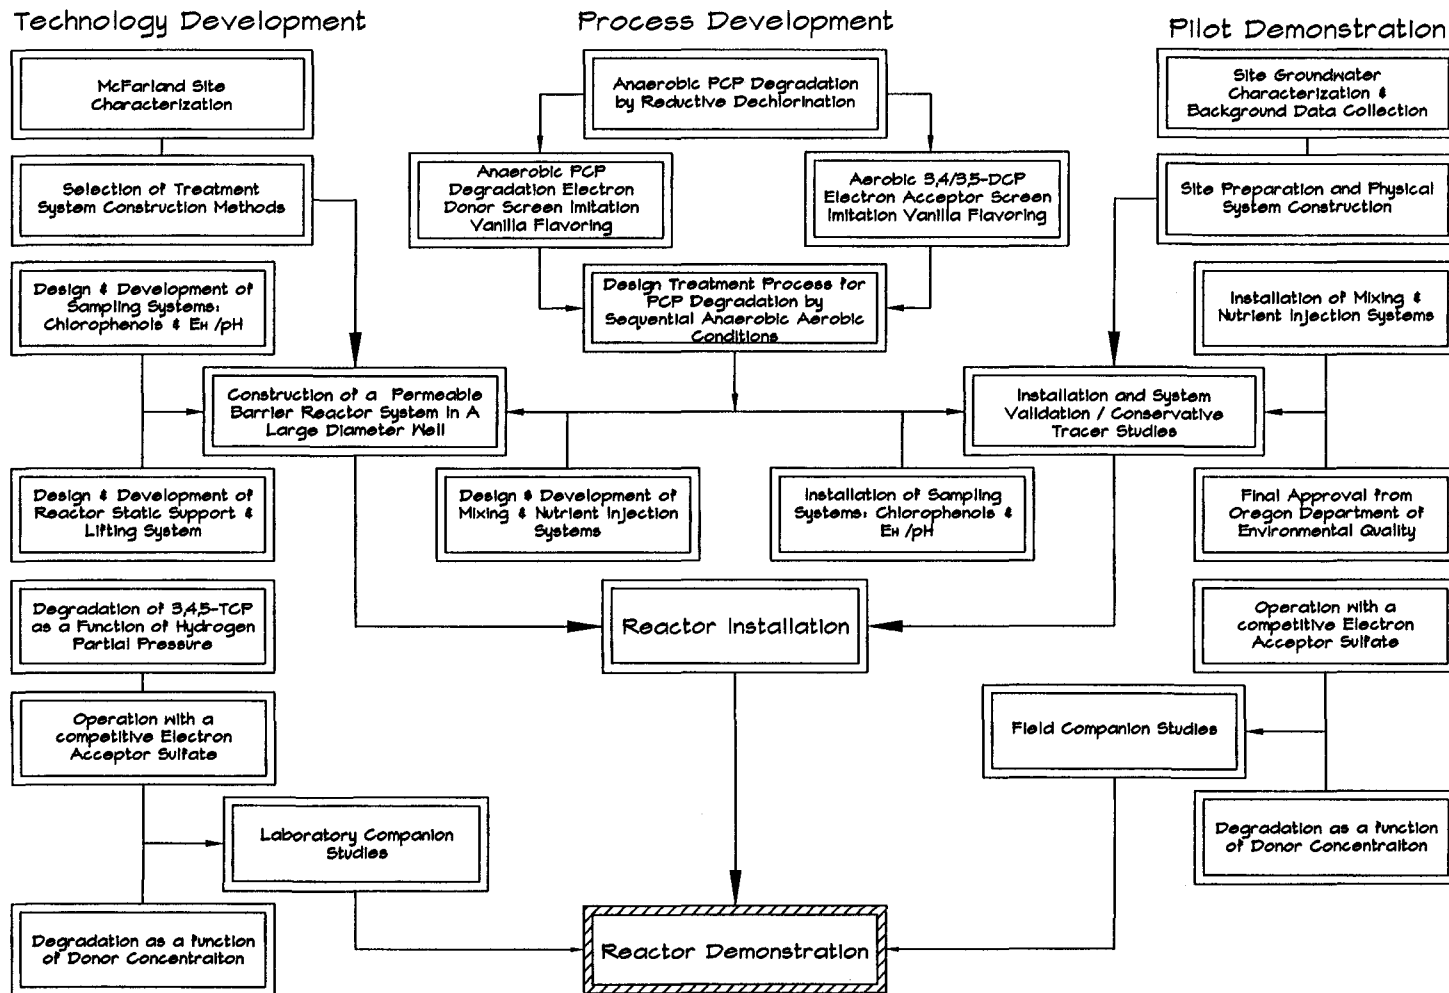 Technology Development
Process Development
Pilot Demonstration
McFarland Site
Characterization
Anaerobic PCP Degradation
by Reductive Dechlorination
Site Groundwater
Characterization &
Background Data Collection
Selection of Treatment
System Construction Methods
Anaerobic PCP
Degradation Electron
Donor Screen Imitation
Vanilla Flavoring
Aerobic 3,4/3,5-DCP
Electron Acceptor Screen
Imitation Vanilla Flavoring
Site Preparation and Physical
System Construction
Design & Development of
Sampling Systems:
Chlorophenols & EH /pH
Design Treatment Process for
PCP Degradation by
Sequential Anaerobic Aerobic
Conditions
Installation of Mixing &
Nutrient Injection Systems
Construction of a Permeable
Barrier Reactor System In A
Large Diameter Well
Installation and System
Validation / Conservative
Tracer Studies
Design & Development of
Reactor Static Support &
Lifting System
Design & Development of
Mixing & Nutrient Injection
Systems
Installation of Sampling
Systems: Chlorophenols &
EH /pH
Final Approval from
Oregon Department of
Environmental Quality
Degradation of 3,4,5-TCP
as a Function of Hydrogen
Partial Pressure
Reactor Installation
Operation with a
competitive Electron
Acceptor Sulfate
Operation with a
competitive Electron
Acceptor Sulfate
Field Companion Studies
Laboratory Companion
Studies
Degradation as a function
of Donor Concentraiton
Degradation as a function
of Donor Concentraiton
Reactor Demonstration